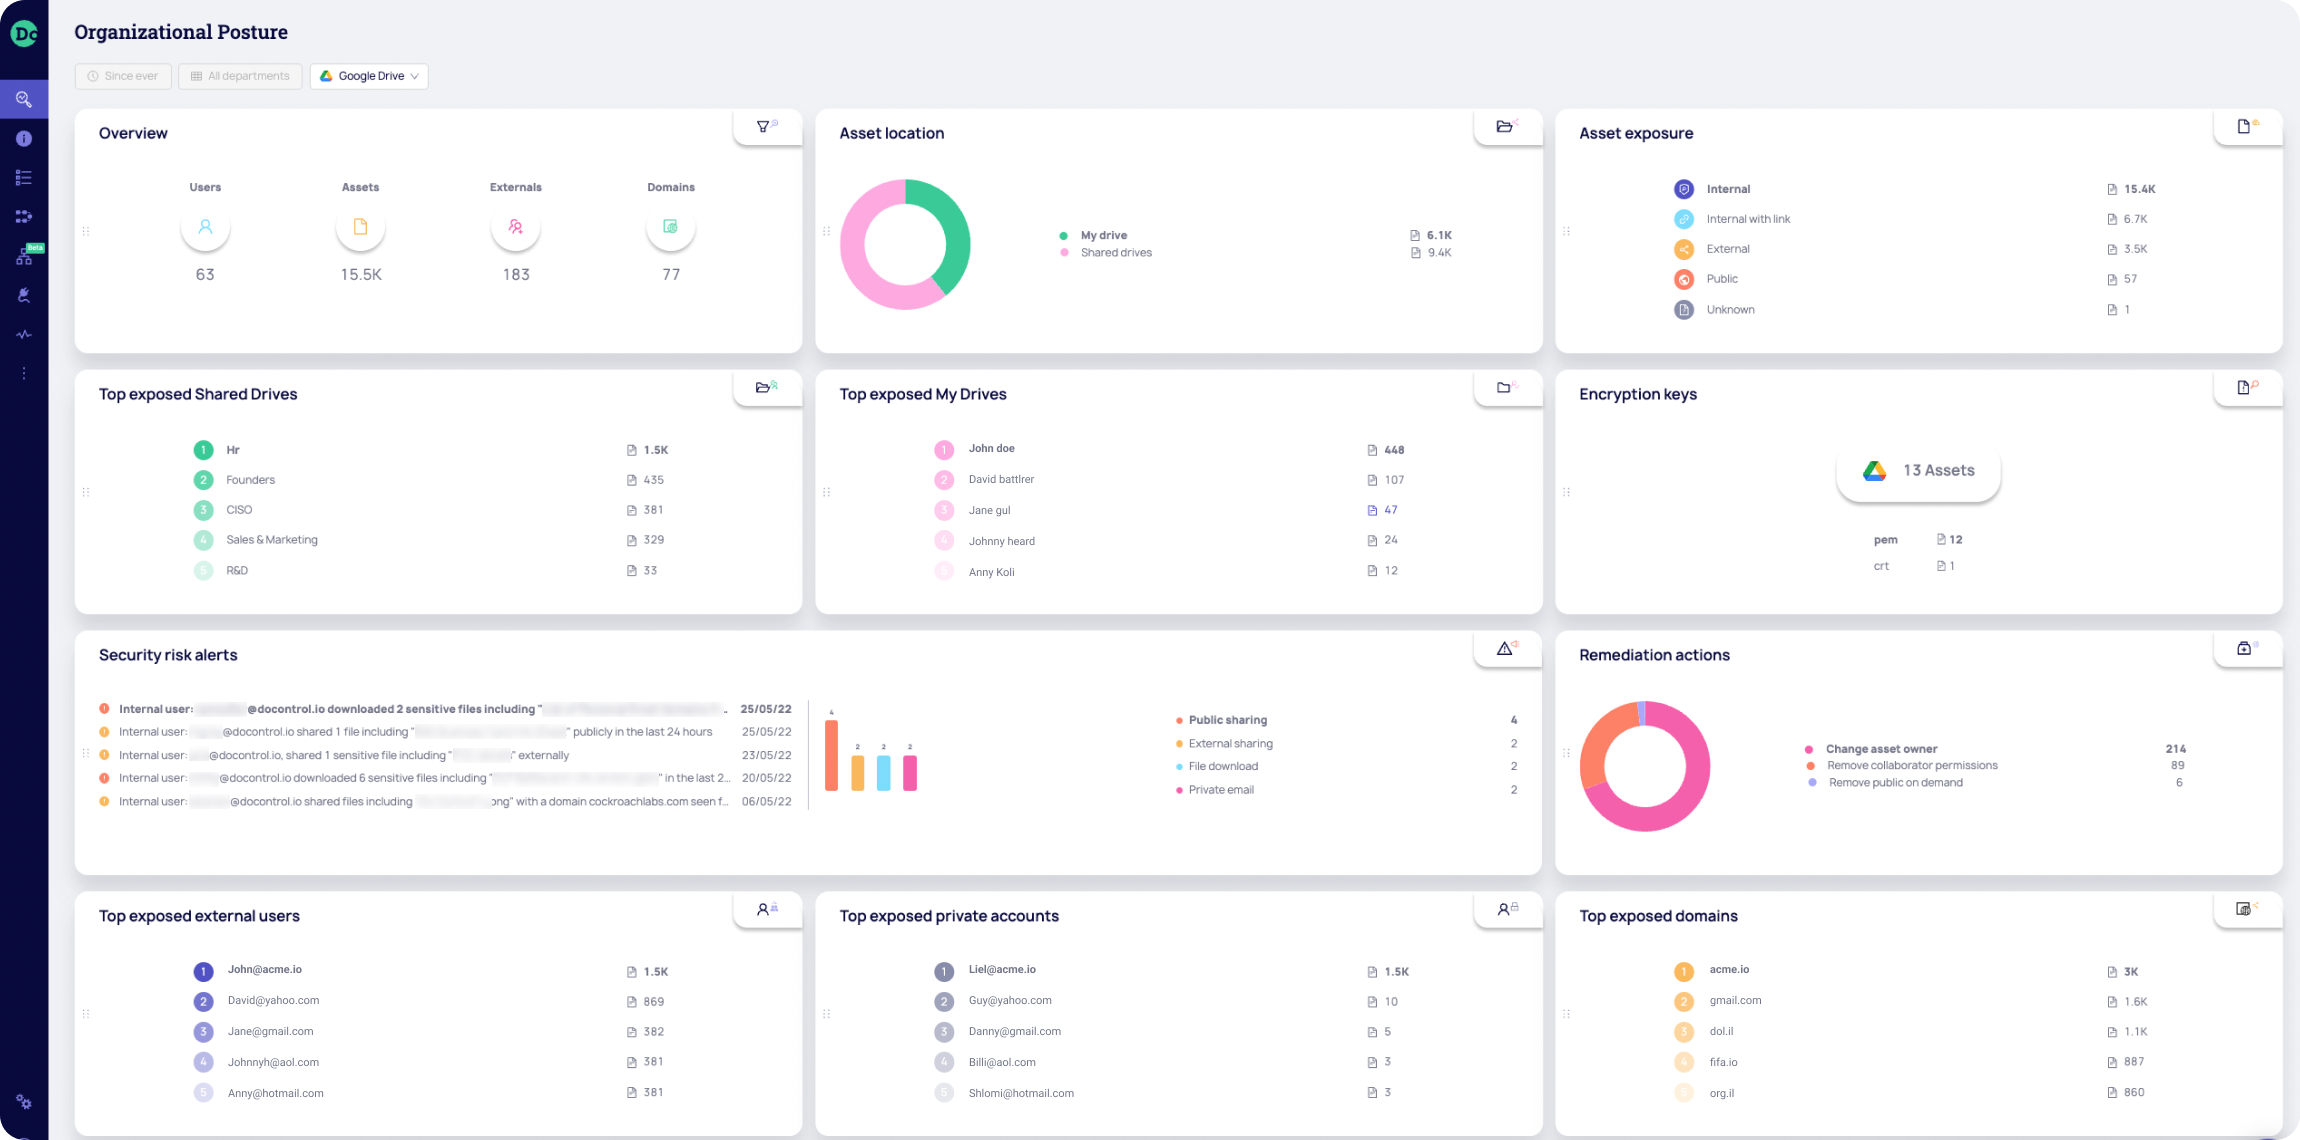 Dc
Organizational Posture
Since ever
All departments
Google Drive
Beta
Overview
Users
Assets
Externals
Domains
63
15.5K
183
77
Asset location
My drive
6.1K
Shared drives
9.4K
Asset exposure
Internal
15.4K
Internal with link
6.7K
External
3.5K
Public
57
Unknown
1
Top exposed Shared Drives
1 Hr 1.5K
2 Founders 435
3 CISO 381
4 Sales & Marketing 329
5 R&D 33
Top exposed My Drives
1 John doe 448
2 David battlrer 107
3 Jane gul 47
4 Johnny heard 24
5 Anny Koli 12
Encryption keys
13 Assets
pem 12
crt 1
Security risk alerts
Internal user: @docontrol.io downloaded 2 sensitive files including " .. 25/05/22
Internal user: @docontrol.io shared 1 file including " " publicly in the last 24 hours 25/05/22
Internal user: @docontrol.io, shared 1 sensitive file including " " externally 23/05/22
Internal user: @docontrol.io downloaded 6 sensitive files including " " in the last 2... 20/05/22
Internal user: @docontrol.io shared files including " ong" with a domain cockroachlabs.com seen f... 06/05/22
4
2
2
2
Public sharing 4
External sharing 2
File download 2
Private email 2
Remediation actions
Change asset owner 214
Remove collaborator permissions 89
Remove public on demand 6
Top exposed external users
1 John@acme.io 1.5K
2 David@yahoo.com 869
3 Jane@gmail.com 382
4 Johnnyh@aol.com 381
5 Anny@hotmail.com 381
Top exposed private accounts
1 Liel@acme.io 1.5K
2 Guy@yahoo.com 10
3 Danny@gmail.com 5
4 Billi@aol.com 3
5 Shlomi@hotmail.com 3
Top exposed domains
1 acme.io 3K
2 gmail.com 1.6K
3 dol.il 1.1K
4 fifa.io 887
5 org.il 860